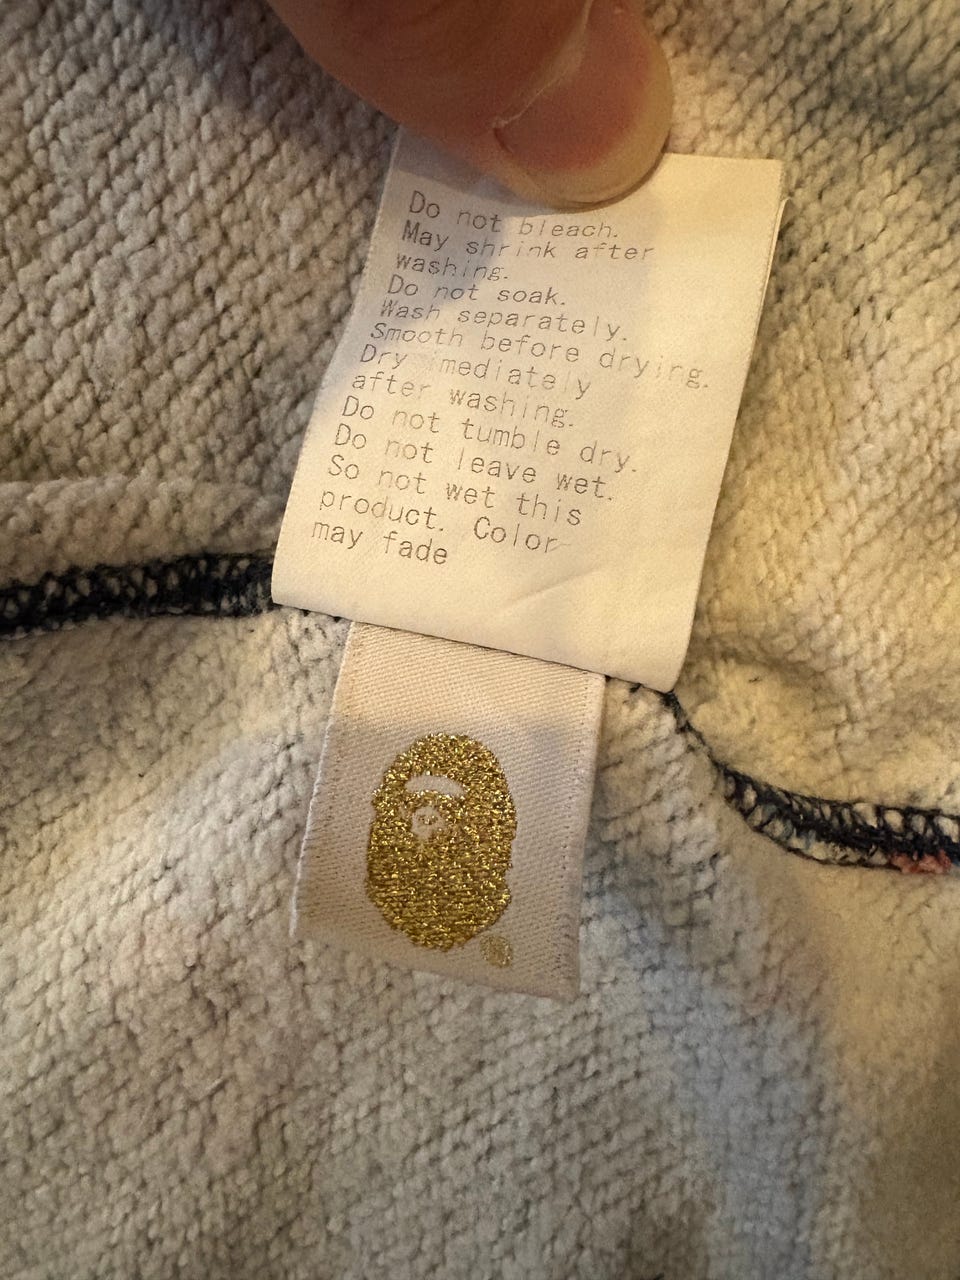 Do not bleach.
May shrink after
washing.
Do not soak.
Wash separately.
Smooth before drying.
Dry imediately
after washing.
Do not tumble dry.
Do not leave wet.
So not wet this
product. Color
may fade